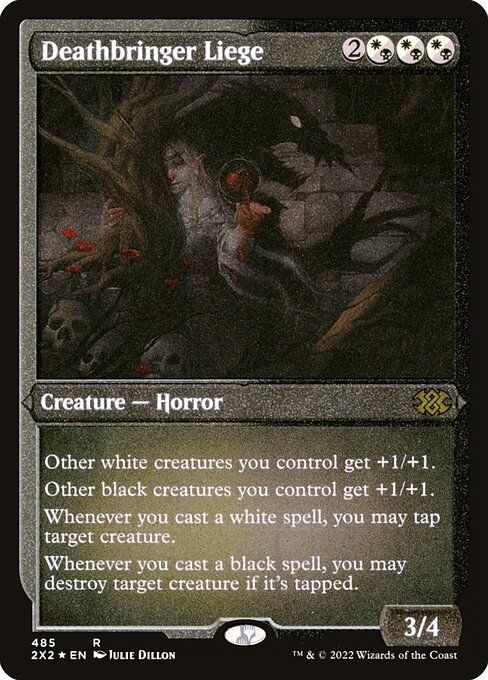 Deathbringer Liege 2
Creature — Horror
Other white creatures you control get +1/+1.
Other black creatures you control get +1/+1.
Whenever you cast a white spell, you may tap
target creature.
Whenever you cast a black spell, you may
destroy target creature if it's tapped.
3/4
485 R
2X2 ★ EN JULIE DILLON ™ & © 2022 Wizards of the Coast